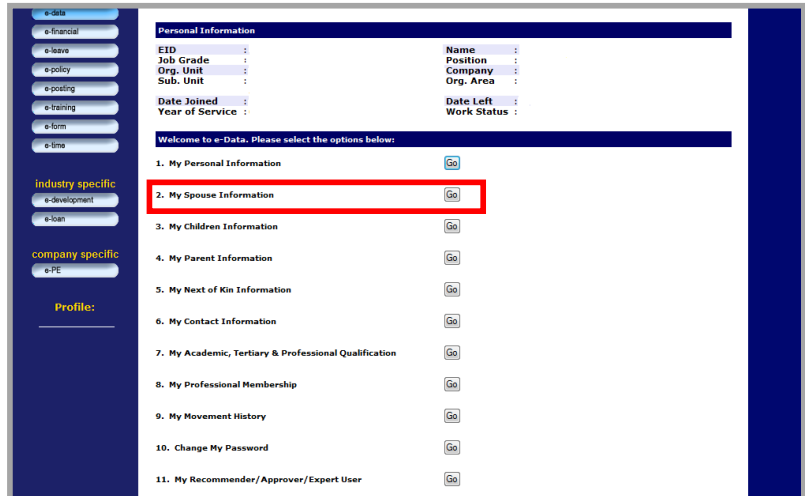 e-data
e-financial
e-leave
e-policy
e-posting
e-training
e-form
e-time
industry specific
e-development
e-loan
company specific
e-PE
Profile:
Personal Information
EID : Name :
Job Grade : Position :
Org. Unit : Company :
Sub. Unit : Org. Area :
Date Joined : Date Left :
Year of Service : Work Status :
Welcome to e-Data. Please select the options below:
1. My Personal Information Go
2. My Spouse Information Go
3. My Children Information Go
4. My Parent Information Go
5. My Next of Kin Information Go
6. My Contact Information Go
7. My Academic, Tertiary & Professional Qualification Go
8. My Professional Membership Go
9. My Movement History Go
10. Change My Password Go
11. My Recommender/Approver/Expert User Go